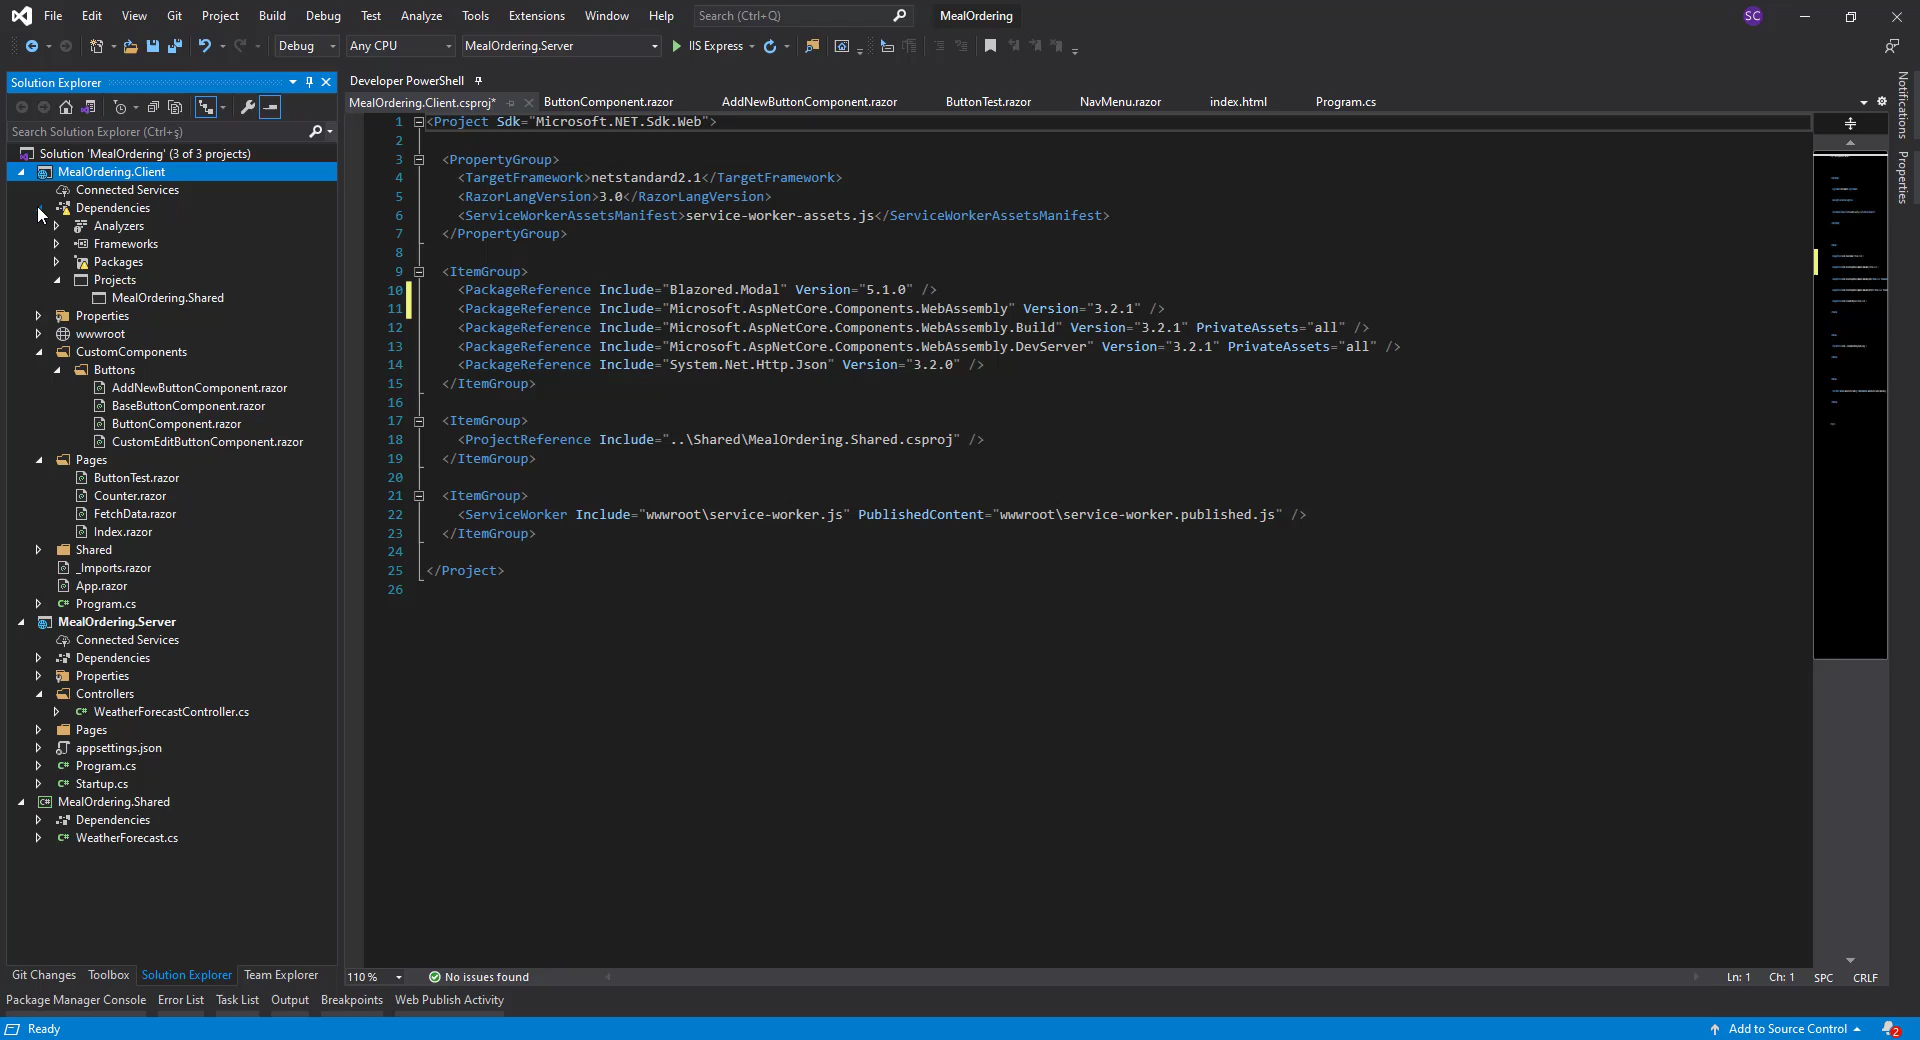 File Edit View Git Project Build Debug Test Analyze Tools Extensions Window Help Search (Ctrl+Q) MealOrdering SC
Debug Any CPU MealOrdering.Server IIS Express
Solution Explorer
Search Solution Explorer (Ctrl+ş)
Solution 'MealOrdering' (3 of 3 projects)
MealOrdering.Client
Connected Services
Dependencies
Analyzers
Frameworks
Packages
Projects
MealOrdering.Shared
Properties
wwwroot
CustomComponents
Buttons
AddNewButtonComponent.razor
BaseButtonComponent.razor
ButtonComponent.razor
CustomEditButtonComponent.razor
Pages
ButtonTest.razor
Counter.razor
FetchData.razor
Index.razor
Shared
_Imports.razor
App.razor
Program.cs
MealOrdering.Server
Connected Services
Dependencies
Properties
Controllers
WeatherForecastController.cs
Pages
appsettings.json
Program.cs
Startup.cs
MealOrdering.Shared
Dependencies
WeatherForecast.cs
Git Changes Toolbox Solution Explorer Team Explorer
Developer PowerShell
MealOrdering.Client.csproj* ButtonComponent.razor AddNewButtonComponent.razor ButtonTest.razor NavMenu.razor index.html Program.cs
1 <Project Sdk="Microsoft.NET.Sdk.Web">
2
3 <PropertyGroup>
4 <TargetFramework>netstandard2.1</TargetFramework>
5 <RazorLangVersion>3.0</RazorLangVersion>
6 <ServiceWorkerAssetsManifest>service-worker-assets.js</ServiceWorkerAssetsManifest>
7 </PropertyGroup>
8
9 <ItemGroup>
10 <PackageReference Include="Blazored.Modal" Version="5.1.0" />
11 <PackageReference Include="Microsoft.AspNetCore.Components.WebAssembly" Version="3.2.1" />
12 <PackageReference Include="Microsoft.AspNetCore.Components.WebAssembly.Build" Version="3.2.1" PrivateAssets="all" />
13 <PackageReference Include="Microsoft.AspNetCore.Components.WebAssembly.DevServer" Version="3.2.1" PrivateAssets="all" />
14 <PackageReference Include="System.Net.Http.Json" Version="3.2.0" />
15 </ItemGroup>
16
17 <ItemGroup>
18 <ProjectReference Include="..\Shared\MealOrdering.Shared.csproj" />
19 </ItemGroup>
20
21 <ItemGroup>
22 <ServiceWorker Include="wwwroot\service-worker.js" PublishedContent="wwwroot\service-worker.published.js" />
23 </ItemGroup>
24
25 </Project>
26
110 % No issues found Ln: 1 Ch: 1 SPC CRLF
Notifications
Properties
Package Manager Console Error List Task List Output Breakpoints Web Publish Activity
Ready Add to Source Control 2